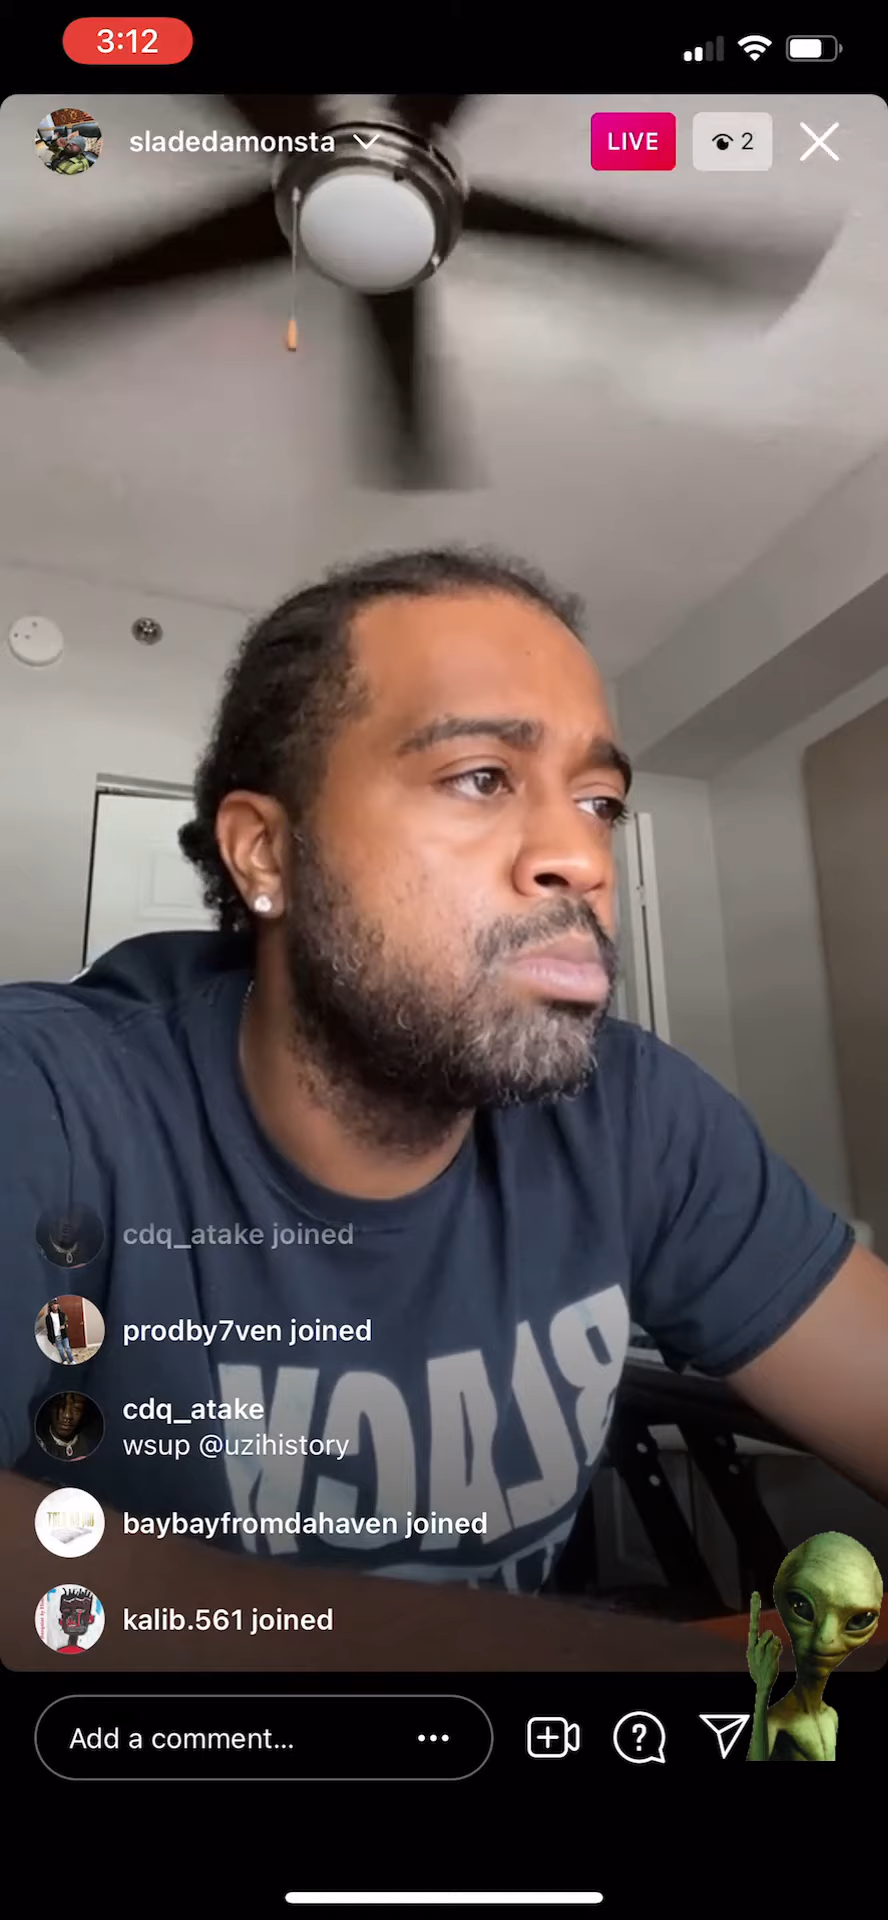 3:12
sladedamonsta
LIVE
2
cdq_atake joined
prodby7ven joined
cdq_atake
wsup @uzihistory
baybayfromdahaven joined
kalib.561 joined
BLACK
Add a comment...